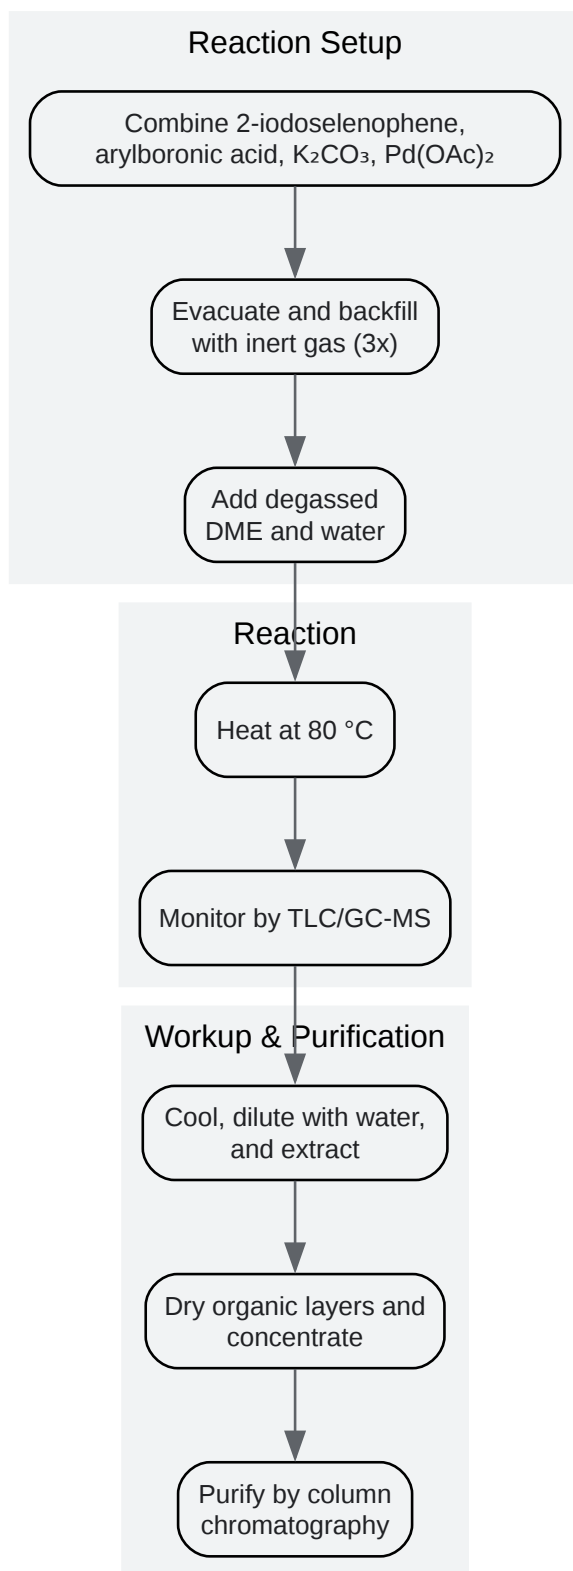 Reaction Setup
Combine 2-iodoselenophene,
arylboronic acid, K₂CO₃, Pd(OAc)₂
Evacuate and backfill
with inert gas (3x)
Add degassed
DME and water
Reaction
Heat at 80 °C
Monitor by TLC/GC-MS
Workup & Purification
Cool, dilute with water,
and extract
Dry organic layers and
concentrate
Purify by column
chromatography